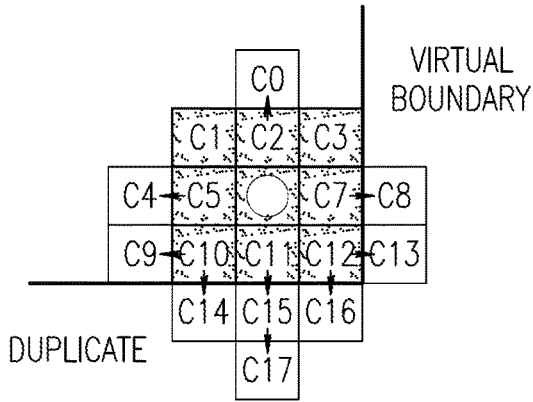 VIRTUAL
BOUNDARY
C0
C1 C2 C3
C4 C5 C7 C8
C9 C10 C11 C12 C13
C14 C15 C16
DUPLICATE
C17